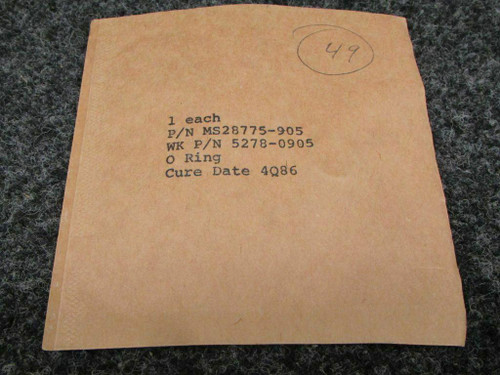 49
1 each
P/N MS28775-905
WK P/N 5278-0905
O Ring
Cure Date 4Q86